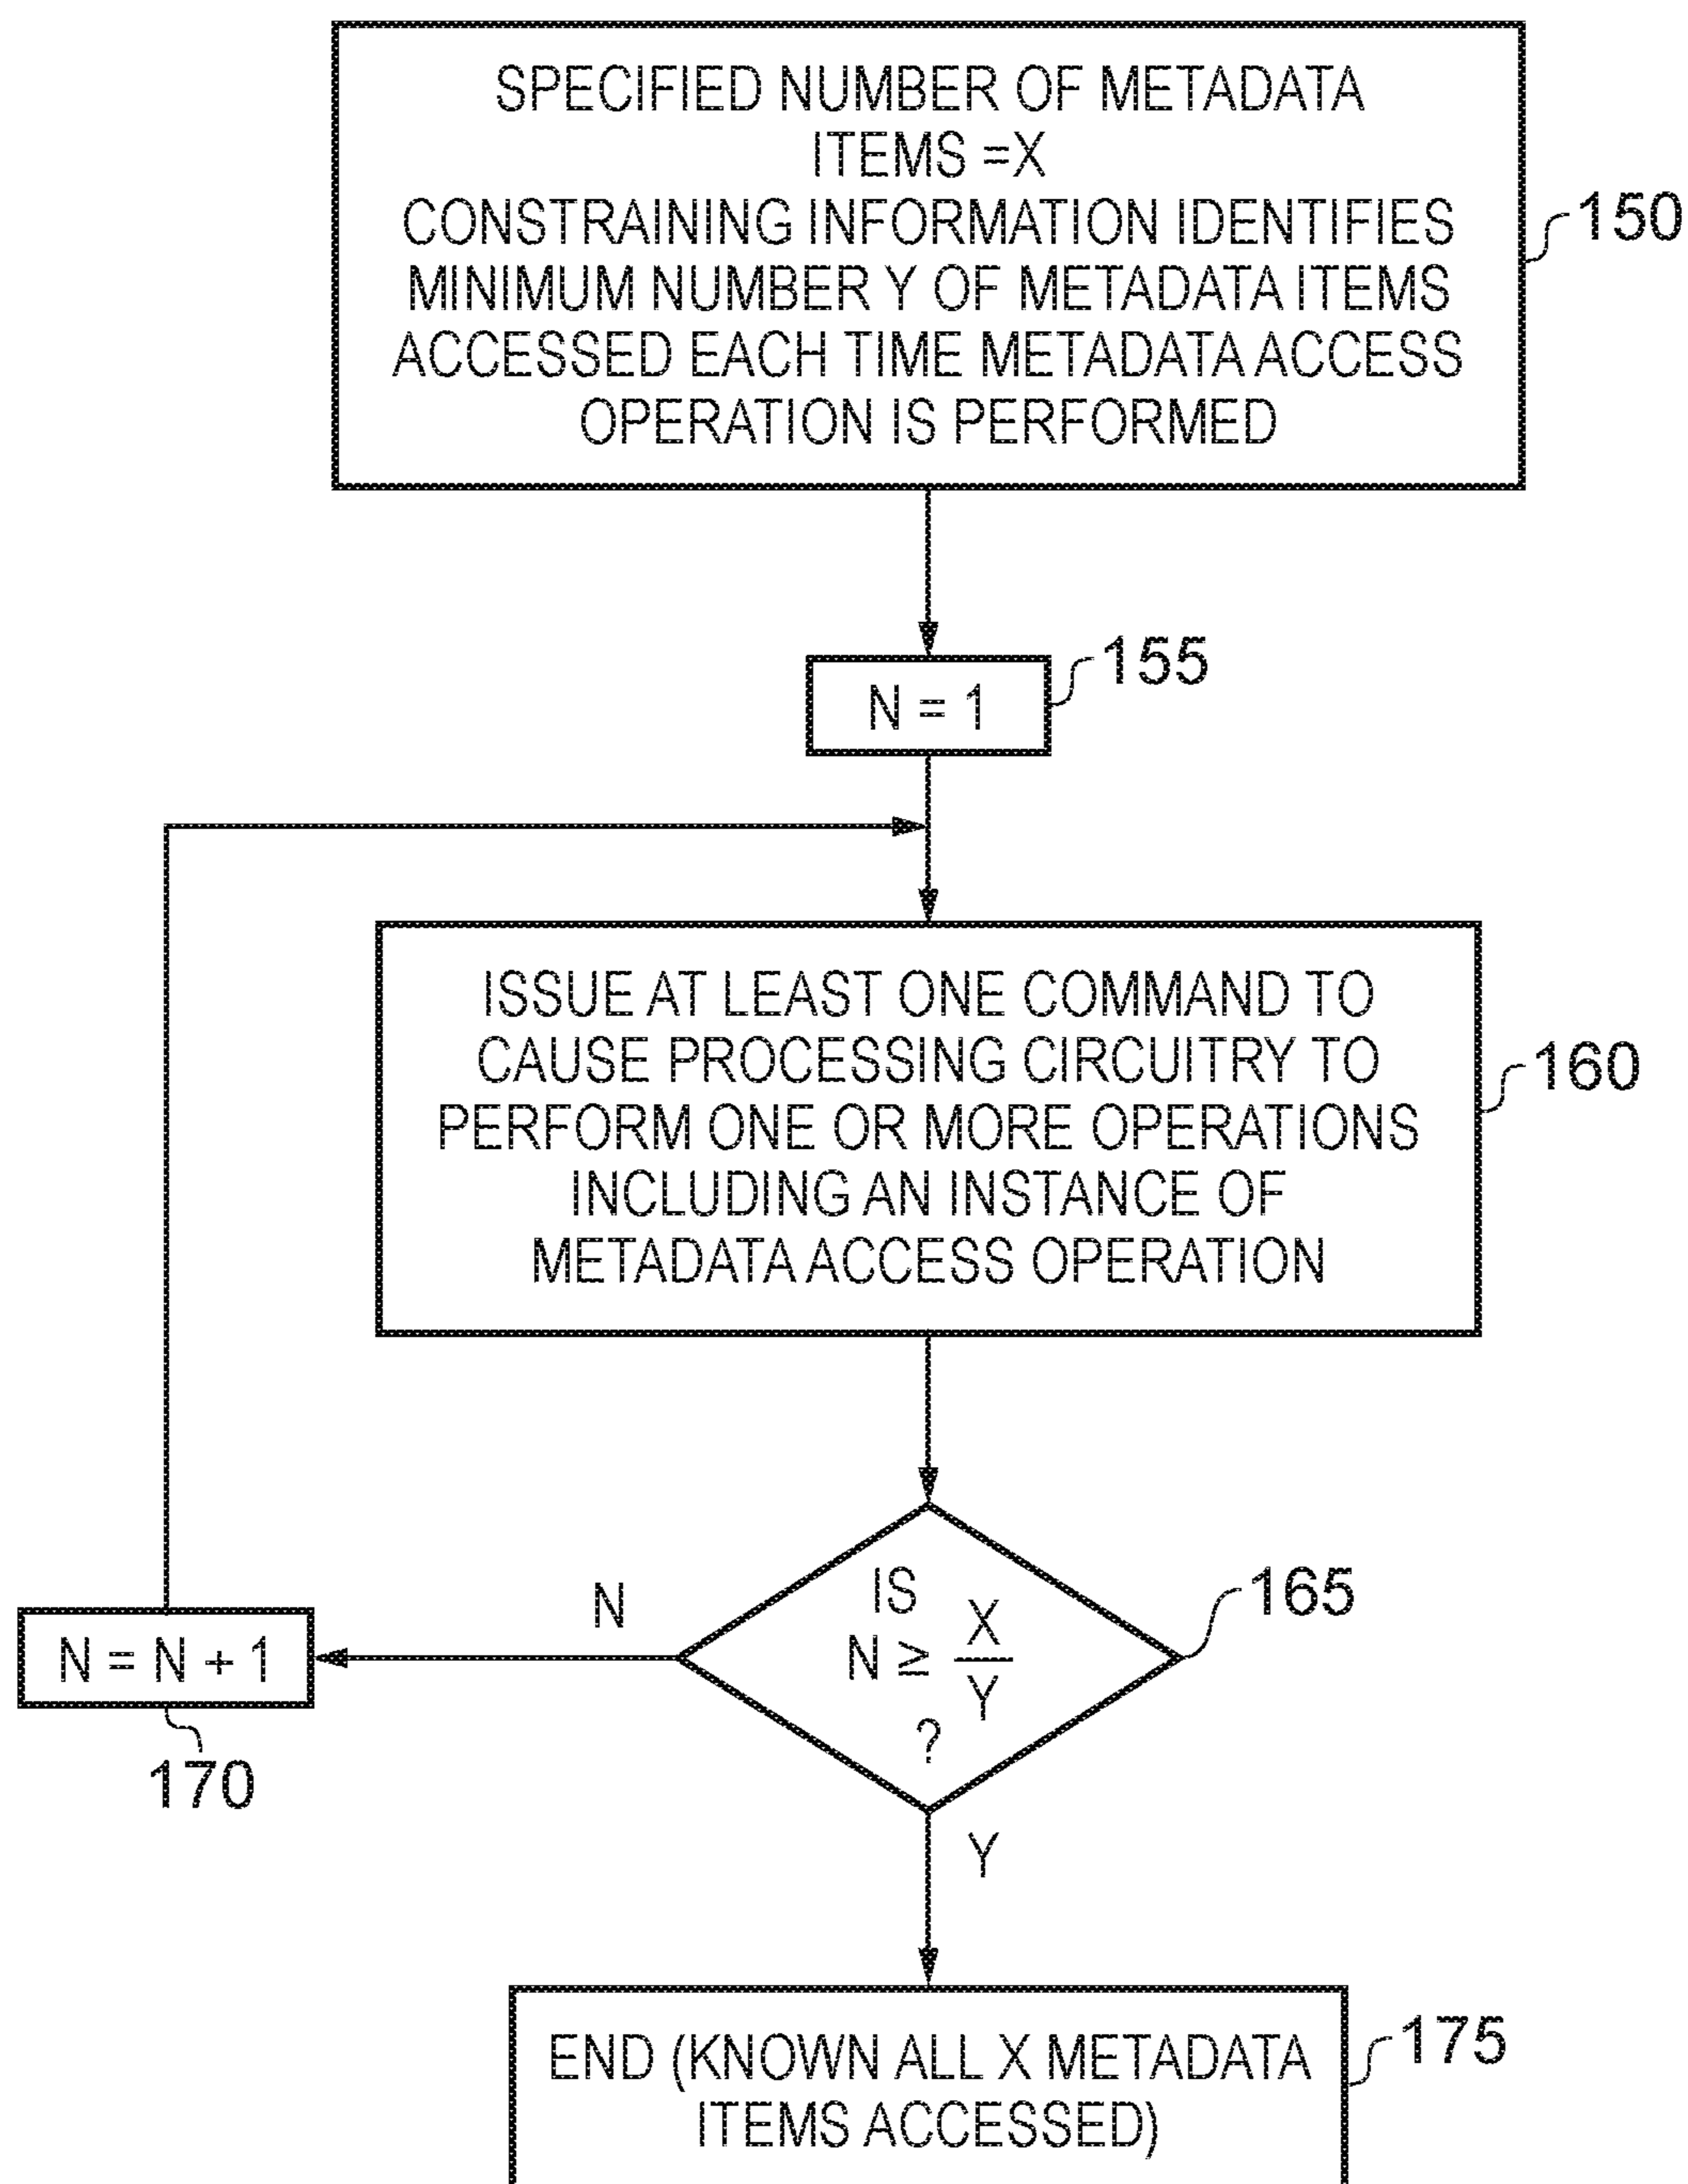 SPECIFIED NUMBER OF METADATA
ITEMS =X
CONSTRAINING INFORMATION IDENTIFIES
MINIMUM NUMBER Y OF METADATA ITEMS
ACCESSED EACH TIME METADATA ACCESS
OPERATION IS PERFORMED
150
N = 1
155
ISSUE AT LEAST ONE COMMAND TO
CAUSE PROCESSING CIRCUITRY TO
PERFORM ONE OR MORE OPERATIONS
INCLUDING AN INSTANCE OF
METADATA ACCESS OPERATION
160
IS
N ≥ X
Y
?
165
N
N = N + 1
170
Y
END (KNOWN ALL X METADATA
ITEMS ACCESSED)
175